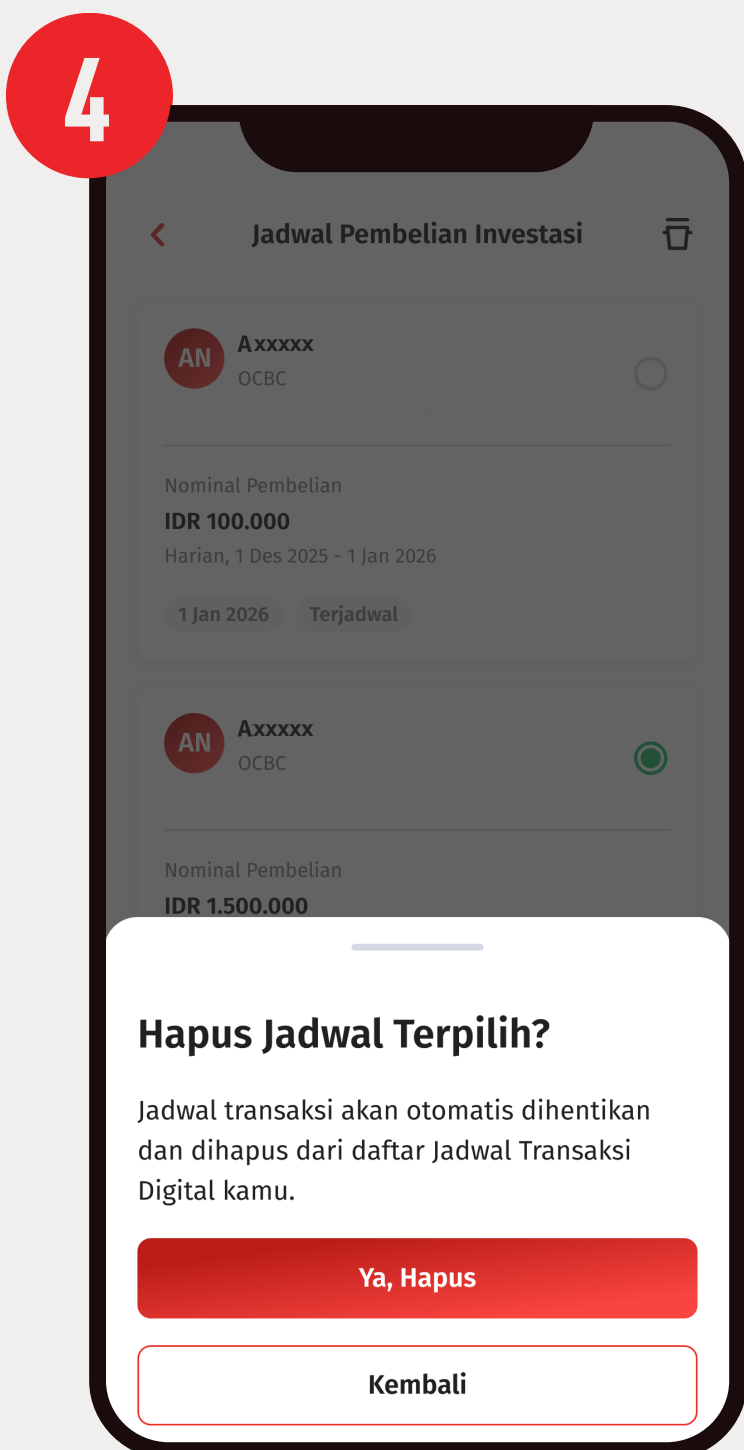 4
Jadwal Pembelian Investasi
AN
Axxxxx
OCBC
Nominal Pembelian
IDR 100.000
Harian, 1 Des 2025 - 1 Jan 2026
1 Jan 2026 Terjadwal
AN
Axxxxx
OCBC
Nominal Pembelian
IDR 1.500.000
Hapus Jadwal Terpilih?
Jadwal transaksi akan otomatis dihentikan
dan dihapus dari daftar Jadwal Transaksi
Digital kamu.
Ya, Hapus
Kembali